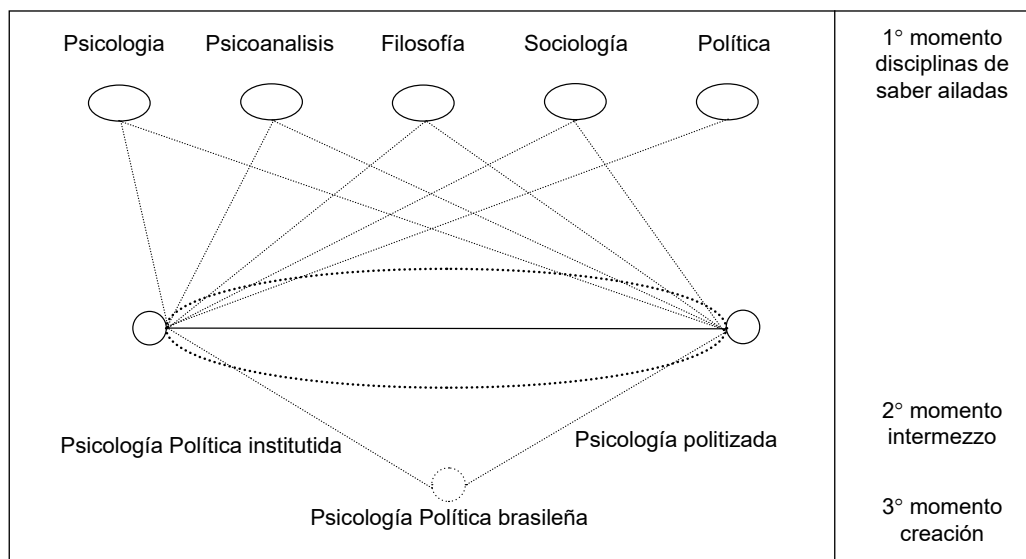 Psicologia
Psicoanalisis
Filosofía
Sociología
Política
1° momento
disciplinas de
saber ailadas
2° momento
intermezzo
Psicología Política institutida
Psicología politizada
Psicología Política brasileña
3° momento
creación